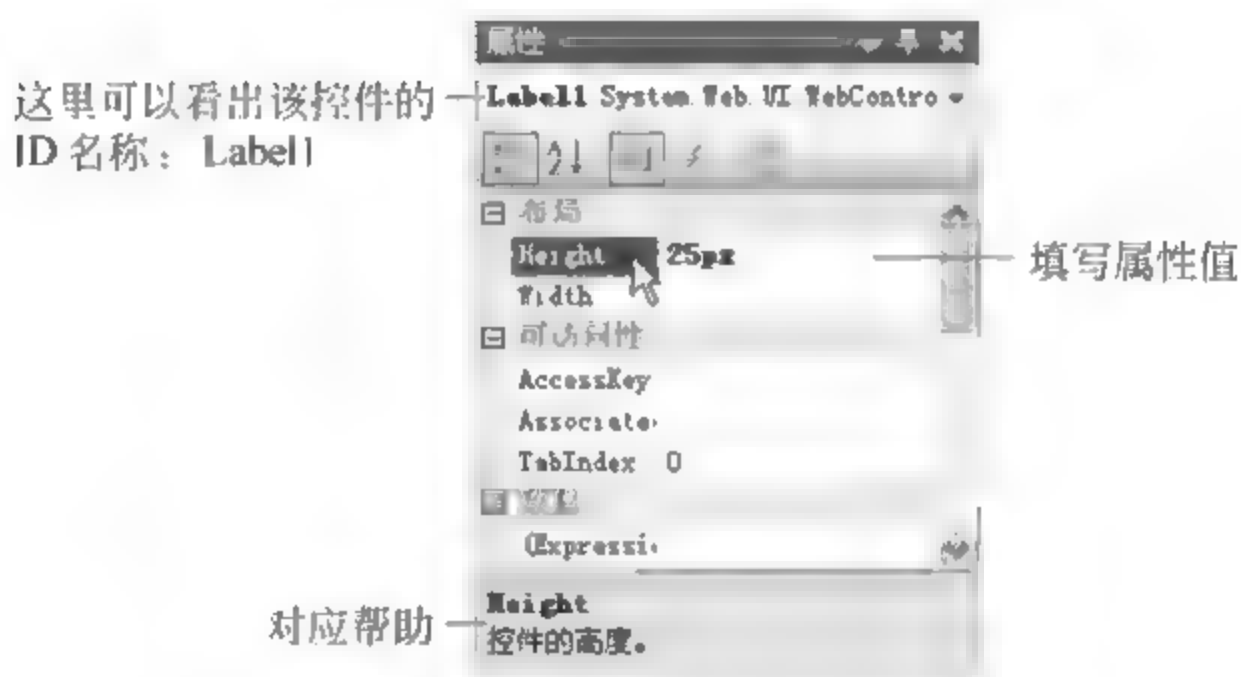 属性
这里可以看出该控件的
ID 名称：Label1
Label1 System.Web.UI.WebContro
布局
Height 25px
填写属性值
Width
可访问性
AccessKey
Associate
TabIndex 0
(Expressi
对应帮助
Height
控件的高度。